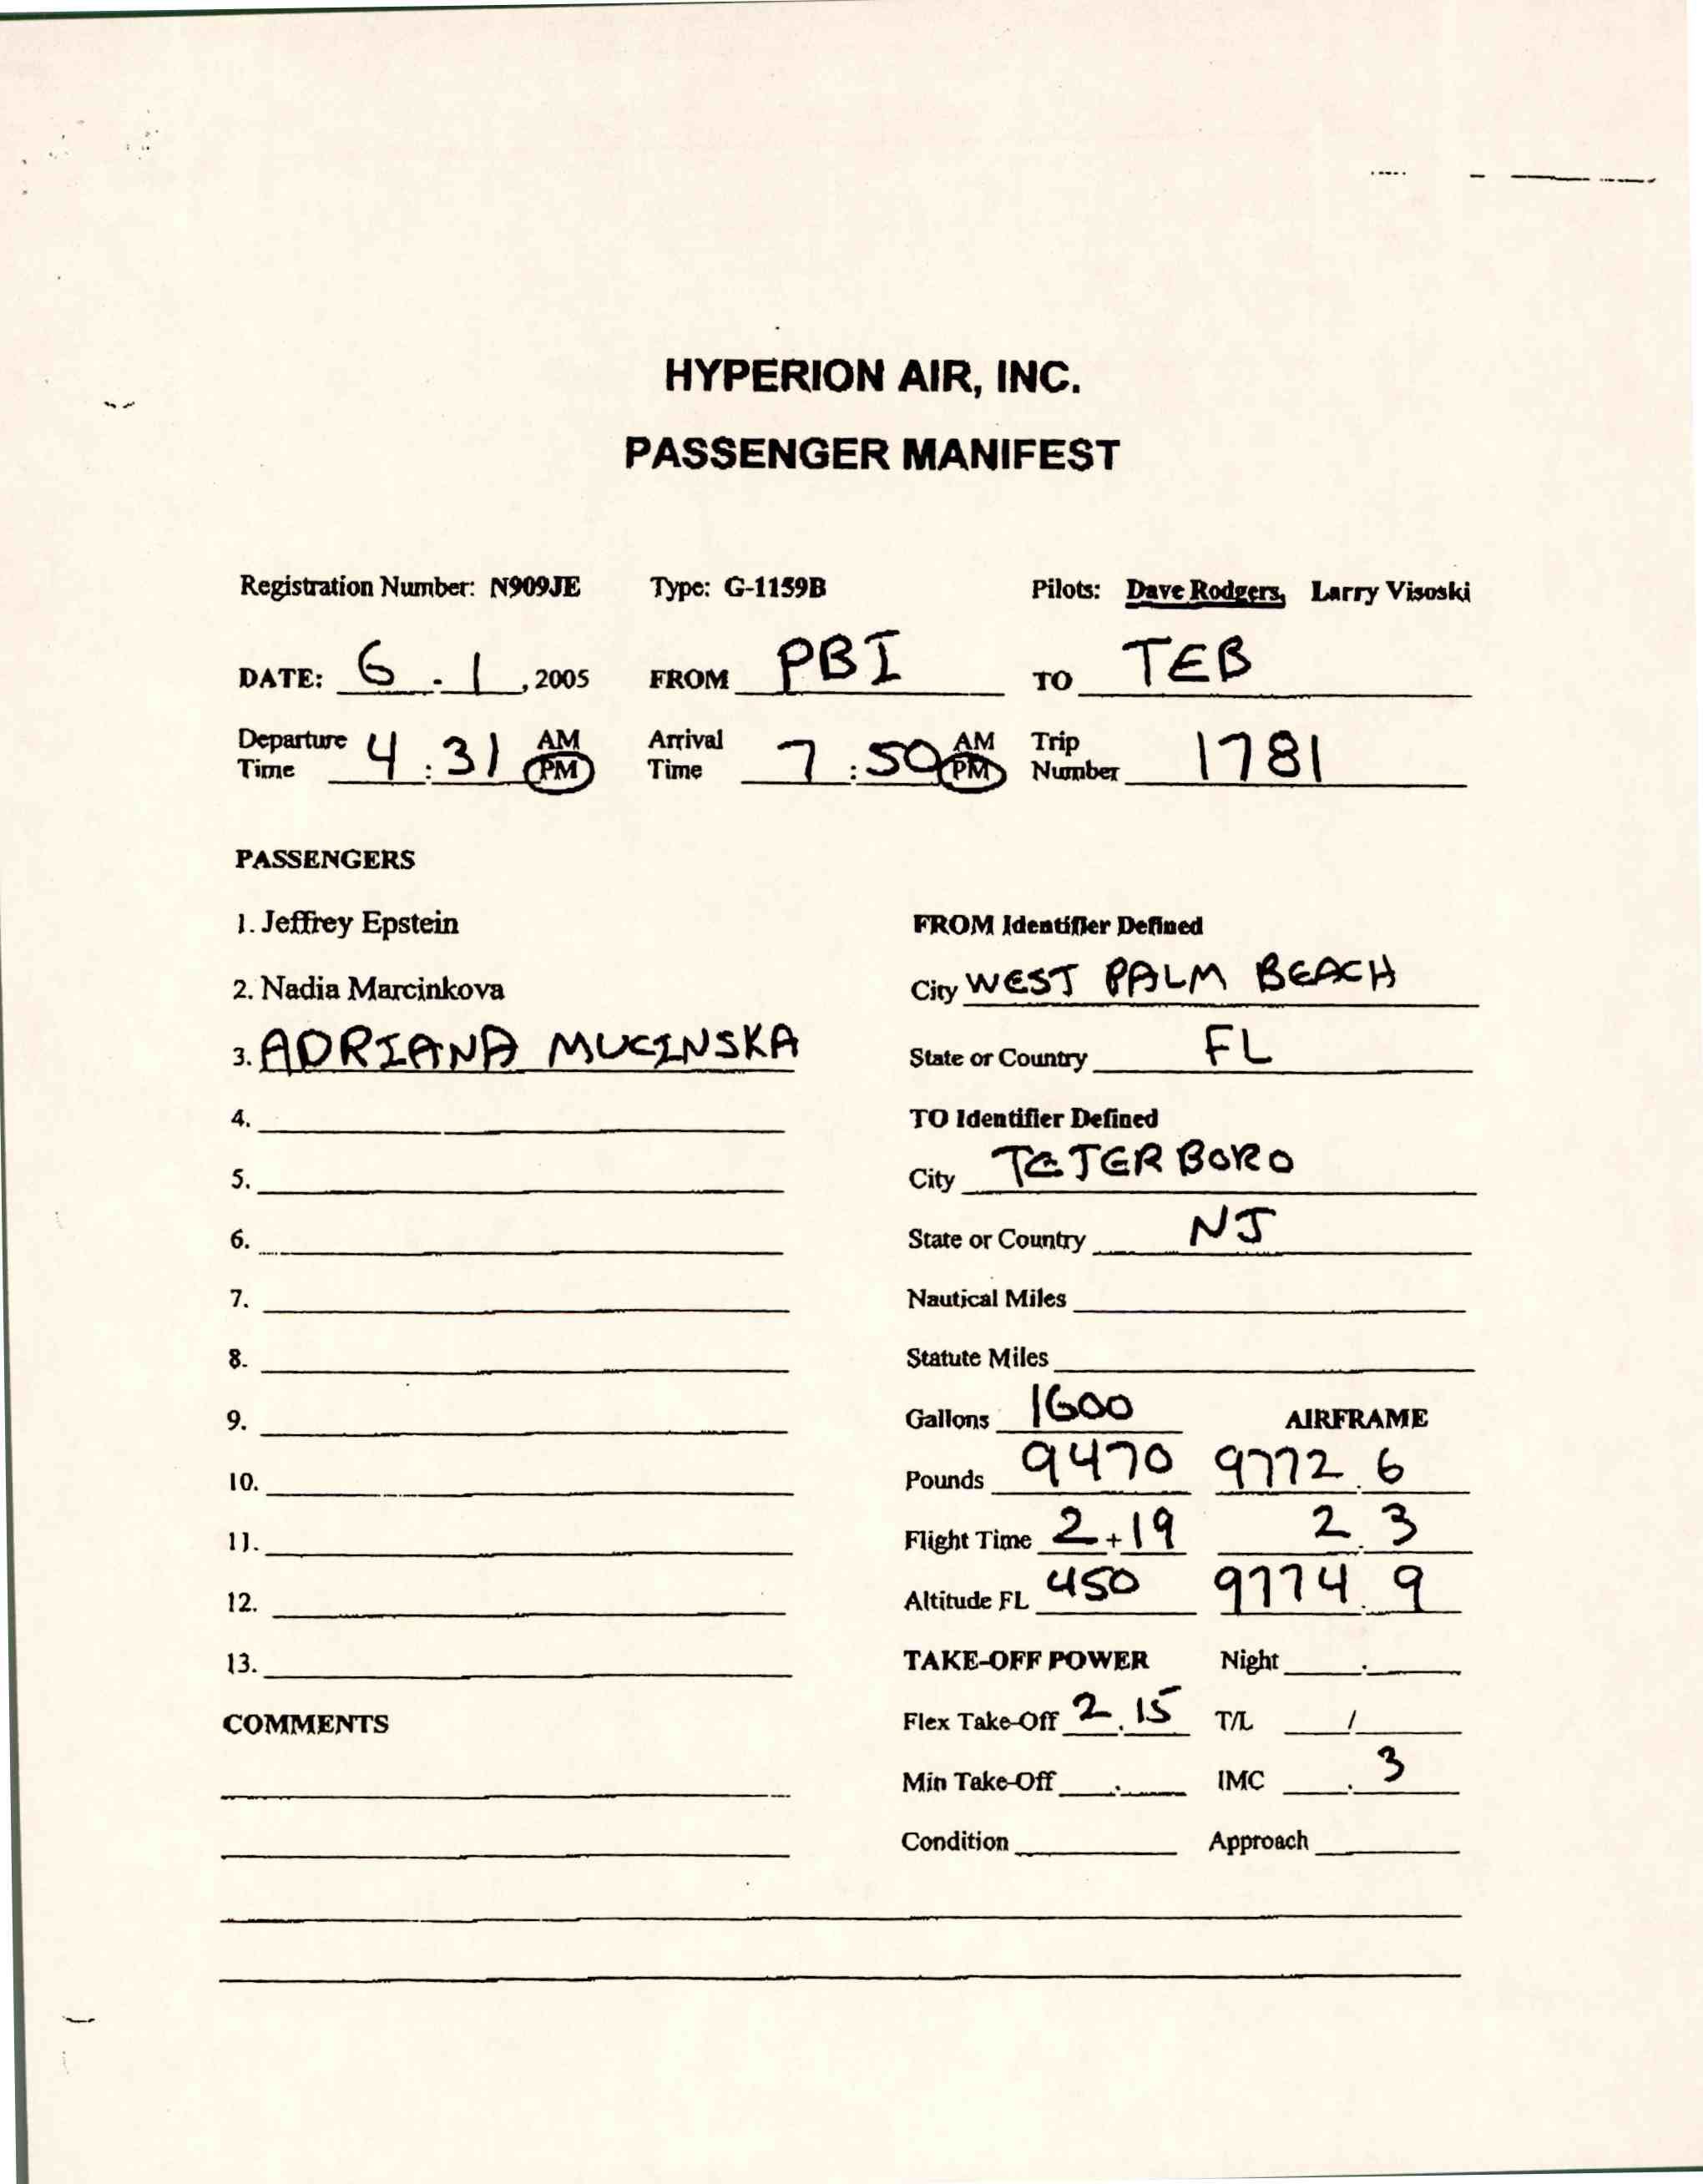 HYPERION AIR, INC.
PASSENGER MANIFEST
Registration Number: N909JE Type: G-1159B Pilots: Dave Rodgers, Larry Visoski
DATE: 6 . 1 , 2005 FROM PBI TO TEB
Departure Time 4 : 31 AM PM Arrival Time 7 : 50 AM PM Trip Number 1781
PASSENGERS
1. Jeffrey Epstein
2. Nadia Marcinkova
3. ADRIANA MUCINSKA
4.
5.
6.
7.
8.
9.
10.
11.
12.
13.
COMMENTS
FROM Identifier Defined
City WEST PALM BEACH
State or Country FL
TO Identifier Defined
City TETERBORO
State or Country NJ
Nautical Miles
Statute Miles
Gallons 1600 AIRFRAME
Pounds 9470 9772.6
Flight Time 2+19 2.3
Altitude FL 450 9774.9
TAKE-OFF POWER Night .
Flex Take-Off 2.15 T/L /
Min Take-Off . IMC .3
Condition Approach